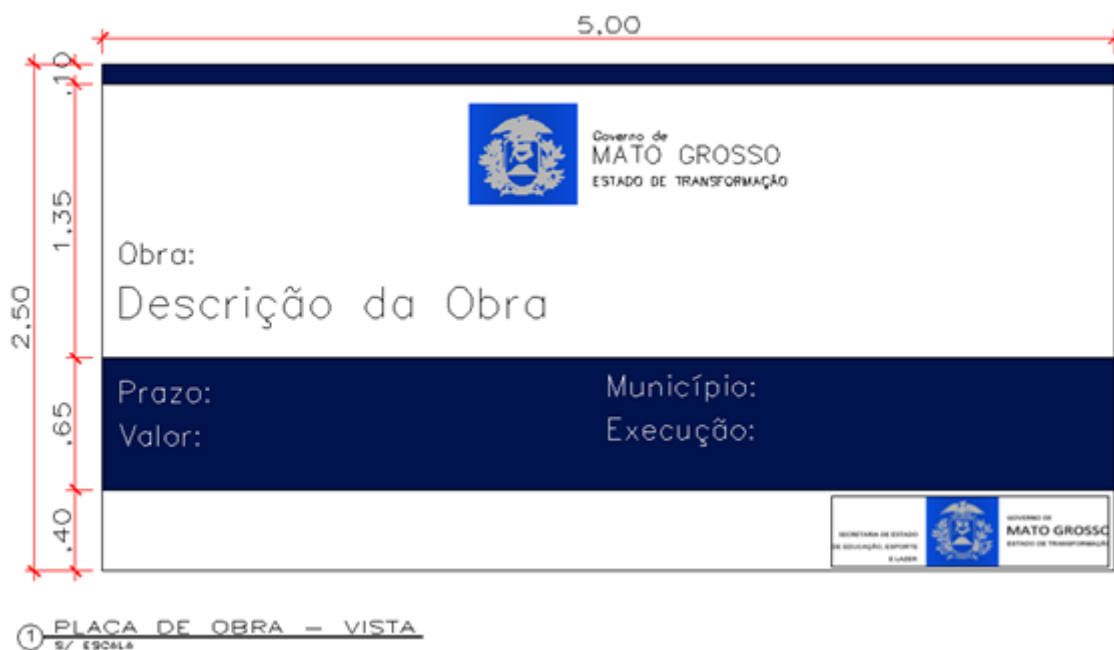 5.00
.10
Governo de
MATO GROSSO
ESTADO DE TRANSFORMAÇÃO
1.35
Obra:
Descrição da Obra
2.50
Prazo:
Município:
.65
Valor:
Execução:
.40
SECRETARIA DE ESTADO
DE EDUCAÇÃO, ESPORTE
E LAZER
GOVERNO DE
MATO GROSSO
ESTADO DE TRANSFORMAÇÃO
1 PLACA DE OBRA – VISTA
S/ ESCALA